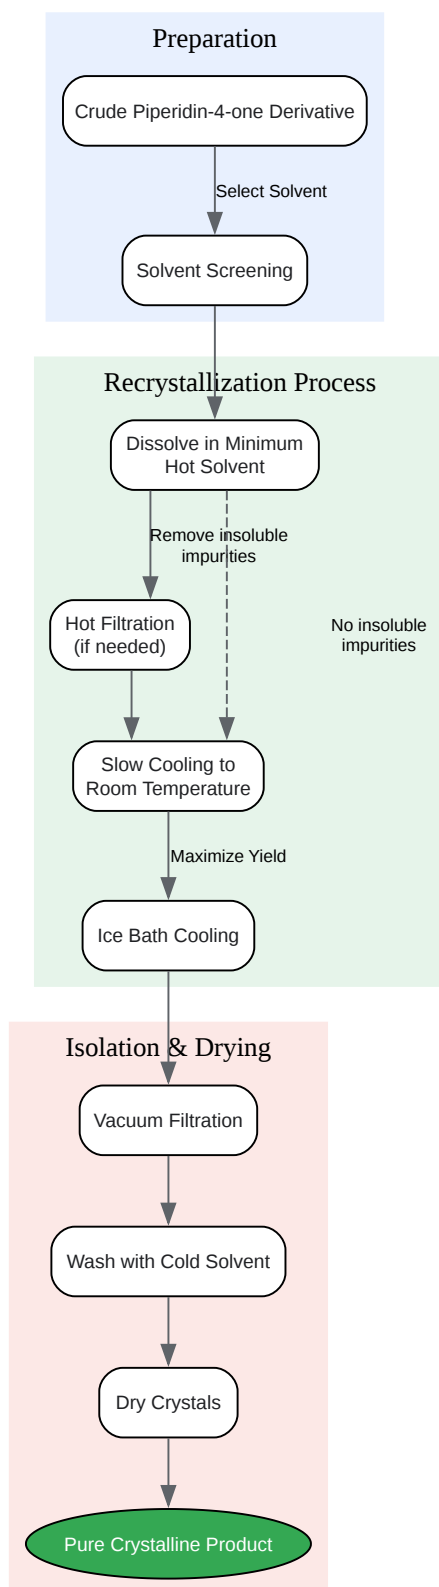 Preparation
Crude Piperidin-4-one Derivative
Select Solvent
Solvent Screening
Recrystallization Process
Dissolve in Minimum
Hot Solvent
Remove insoluble
impurities
Hot Filtration
(if needed)
No insoluble
impurities
Slow Cooling to
Room Temperature
Maximize Yield
Ice Bath Cooling
Isolation & Drying
Vacuum Filtration
Wash with Cold Solvent
Dry Crystals
Pure Crystalline Product